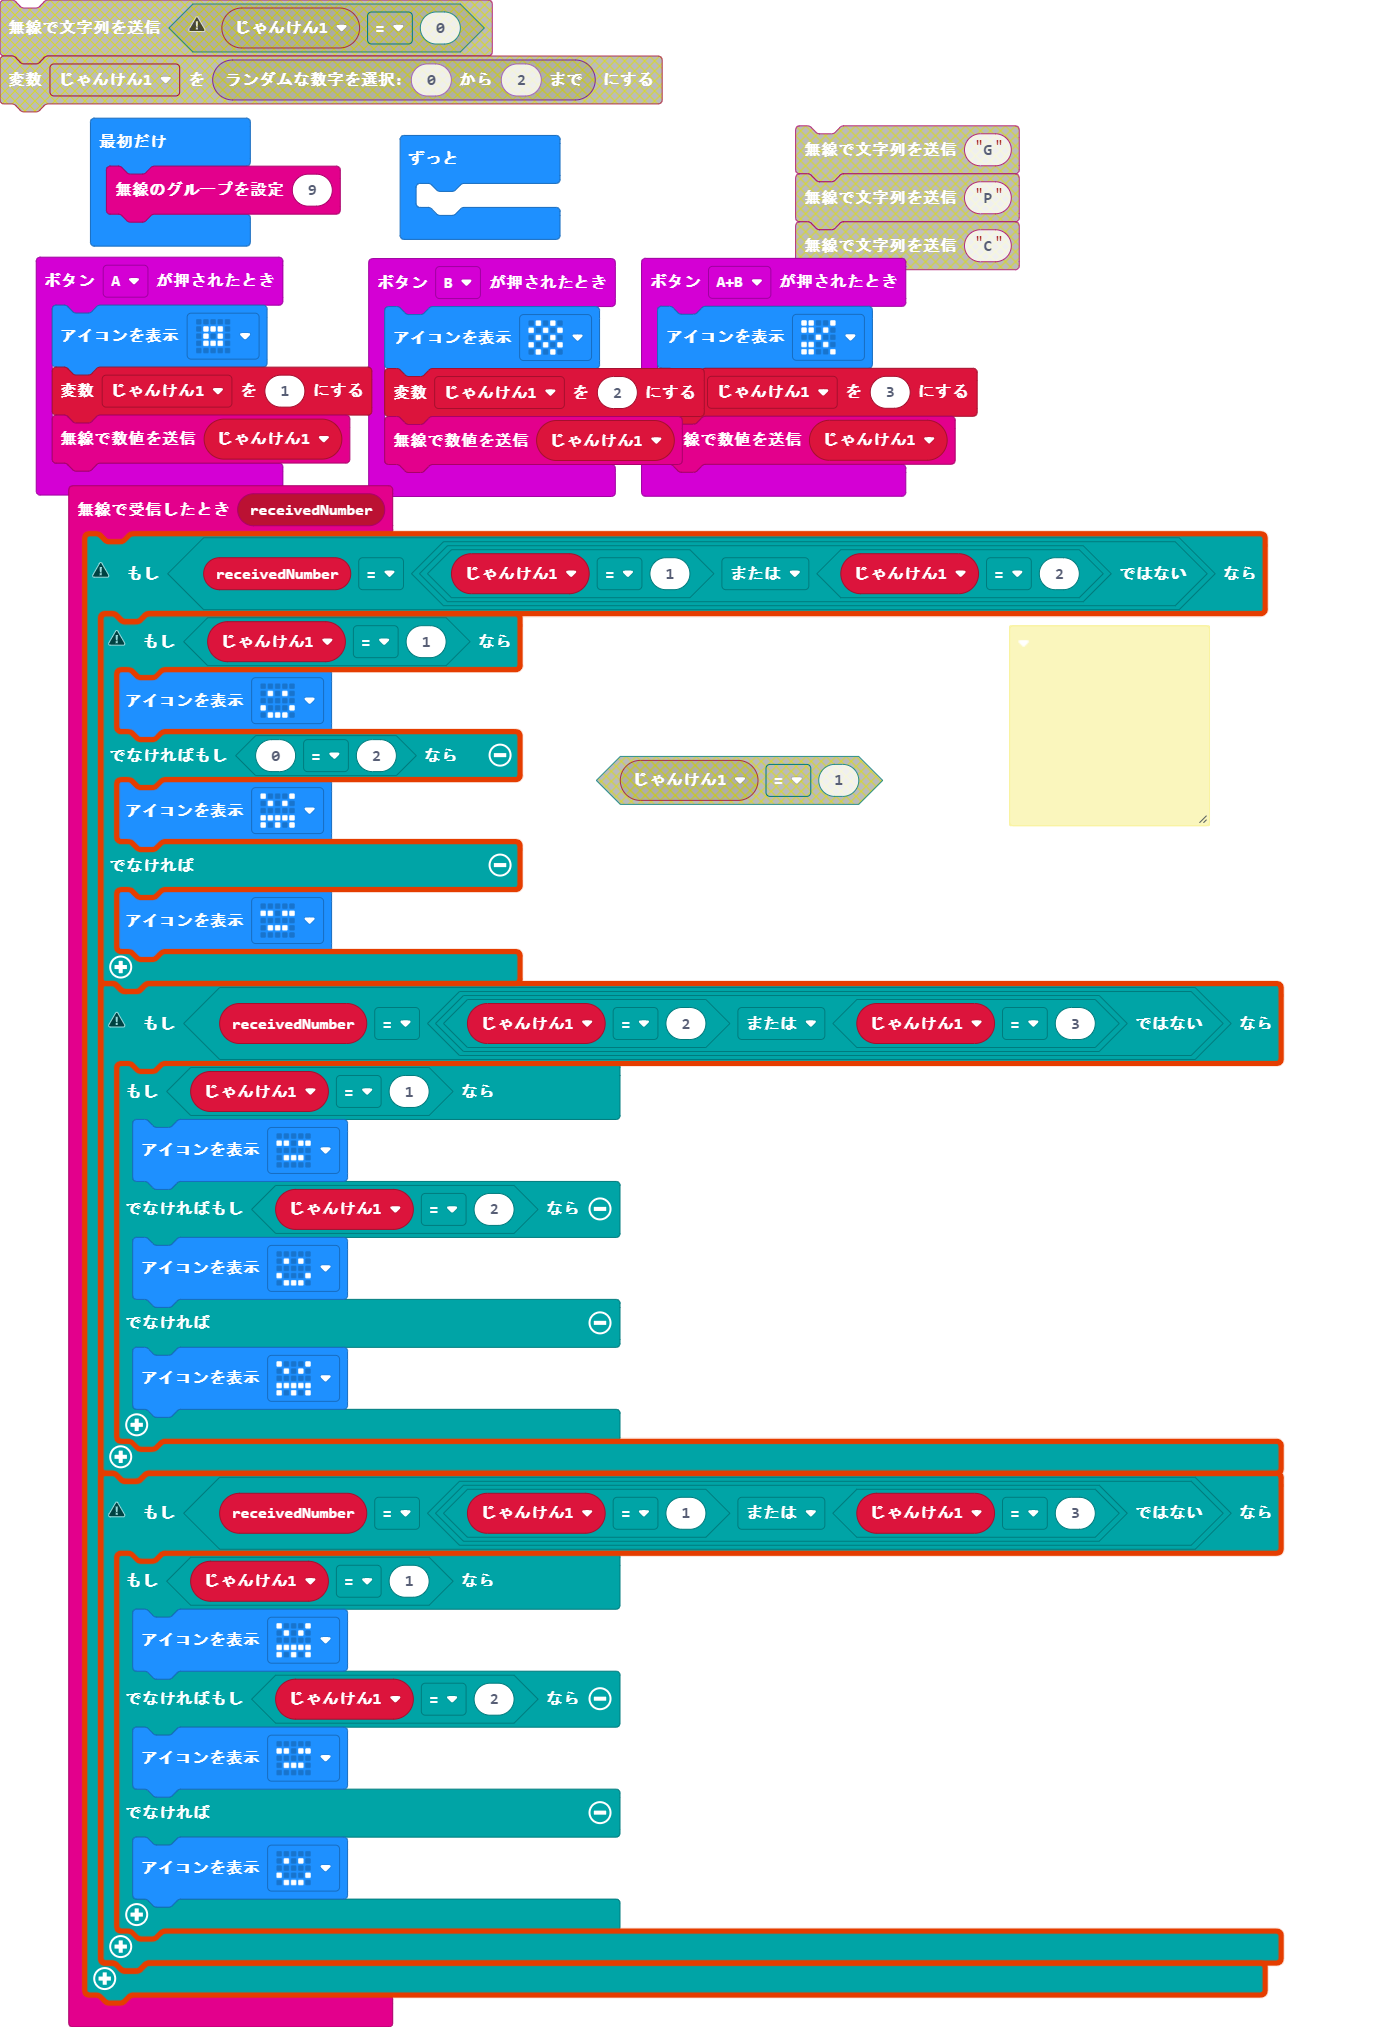 無線で文字列を送信 じゃんけん1 = 0
変数 じゃんけん1 を ランダムな数字を選択: 0 から 2 まで にする
最初だけ
無線のグループを設定 9
ずっと
無線で文字列を送信 "G"
無線で文字列を送信 "P"
無線で文字列を送信 "C"
ボタン A が押されたとき
アイコンを表示
変数 じゃんけん1 を 1 にする
無線で数値を送信 じゃんけん1
ボタン B が押されたとき
アイコンを表示
変数 じゃんけん1 を 2 にする
無線で数値を送信 じゃんけん1
ボタン A+B が押されたとき
アイコンを表示
じゃんけん1 を 3 にする
線で数値を送信 じゃんけん1
無線で受信したとき receivedNumber
もし receivedNumber = じゃんけん1 = 1 または じゃんけん1 = 2 ではない なら
もし じゃんけん1 = 1 なら
アイコンを表示
でなければもし 0 = 2 なら
アイコンを表示
でなければ
アイコンを表示
じゃんけん1 = 1
もし receivedNumber = じゃんけん1 = 2 または じゃんけん1 = 3 ではない なら
もし じゃんけん1 = 1 なら
アイコンを表示
でなければもし じゃんけん1 = 2 なら
アイコンを表示
でなければ
アイコンを表示
もし receivedNumber = じゃんけん1 = 1 または じゃんけん1 = 3 ではない なら
もし じゃんけん1 = 1 なら
アイコンを表示
でなければもし じゃんけん1 = 2 なら
アイコンを表示
でなければ
アイコンを表示